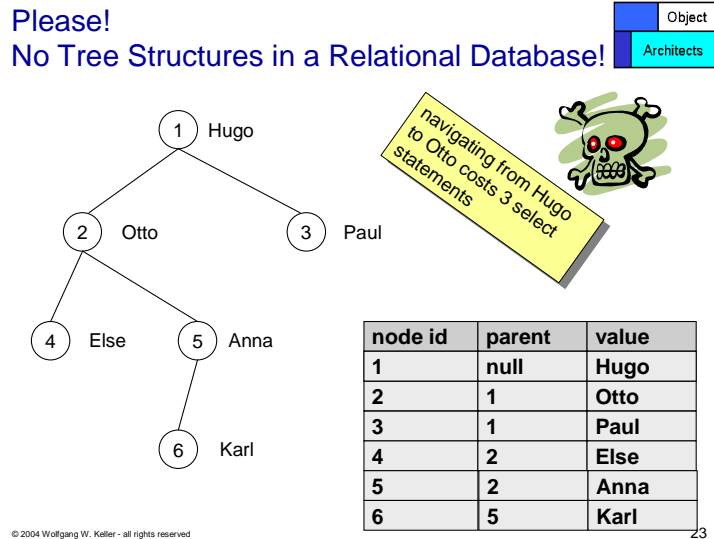 Please!
No Tree Structures in a Relational Database!
Object
Architects
1 Hugo
navigating from Hugo
to Otto costs 3 select
statements
2 Otto
3 Paul
4 Else
5 Anna
6 Karl
node id parent value
1 null Hugo
2 1 Otto
3 1 Paul
4 2 Else
5 2 Anna
6 5 Karl
© 2004 Wolfgang W. Keller - all rights reserved
23